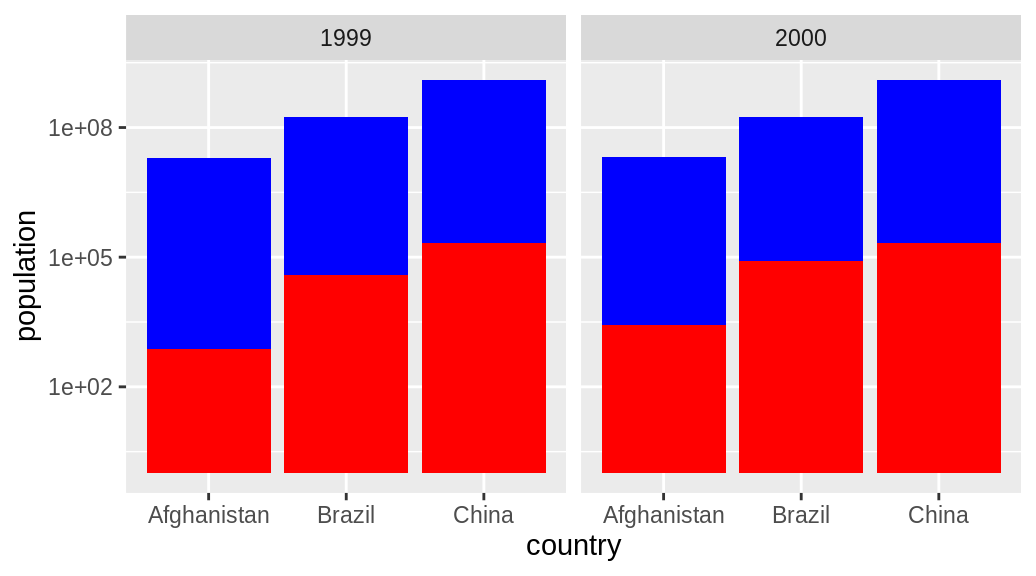 1999 2000
1e+08
1e+05
1e+02
population
Afghanistan Brazil China Afghanistan Brazil China
country